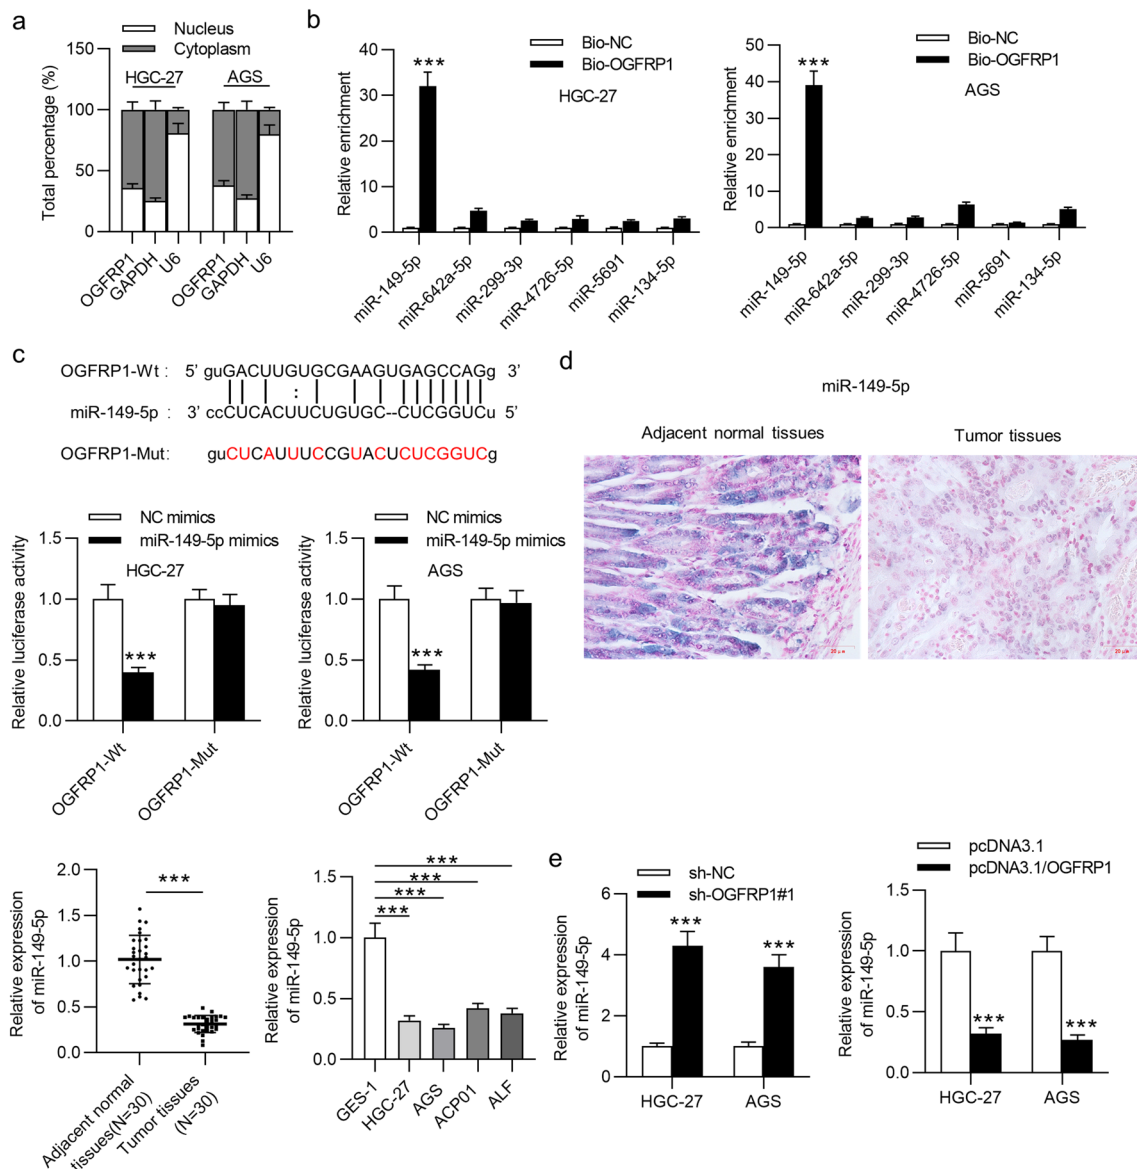 a
Nucleus
Cytoplasm
HGC-27
AGS
Total percentage (%)
150
100
50
0
OGFRP1
GAPDH
U6
OGFRP1
GAPDH
U6
b
Bio-NC
Bio-OGFRP1
HGC-27
***
Relative enrichment
40
30
20
10
0
miR-149-5p
miR-642a-5p
miR-299-3p
miR-4726-5p
miR-5691
miR-134-5p
Bio-NC
Bio-OGFRP1
AGS
***
Relative enrichment
50
40
30
20
10
0
miR-149-5p
miR-642a-5p
miR-299-3p
miR-4726-5p
miR-5691
miR-134-5p
c
OGFRP1-Wt : 5' guGACUUGUGCGAAGUGAGCCAGg 3'
miR-149-5p : 3' ccCUCACUUCUGUGC--CUCGGUCu 5'
OGFRP1-Mut: guCUCAUUUCCGUACUCUCGGUCg
NC mimics
miR-149-5p mimics
HGC-27
***
Relative luciferase activity
1.5
1.0
0.5
0.0
OGFRP1-Wt
OGFRP1-Mut
NC mimics
miR-149-5p mimics
AGS
***
Relative luciferase activity
1.5
1.0
0.5
0.0
OGFRP1-Wt
OGFRP1-Mut
d
miR-149-5p
Adjacent normal tissues
Tumor tissues
20 μm
20 μm
***
Relative expression
of miR-149-5p
2.0
1.5
1.0
0.5
0.0
Adjacent normal
tissues(N=30)
Tumor tissues
(N=30)
***
***
***
***
Relative expression
of miR-149-5p
1.5
1.0
0.5
0.0
GES-1
HGC-27
AGS
ACP01
ALF
e
sh-NC
sh-OGFRP1#1
***
***
Relative expression
of miR-149-5p
6
4
2
0
HGC-27
AGS
pcDNA3.1
pcDNA3.1/OGFRP1
***
***
Relative expression
of miR-149-5p
1.5
1.0
0.5
0.0
HGC-27
AGS